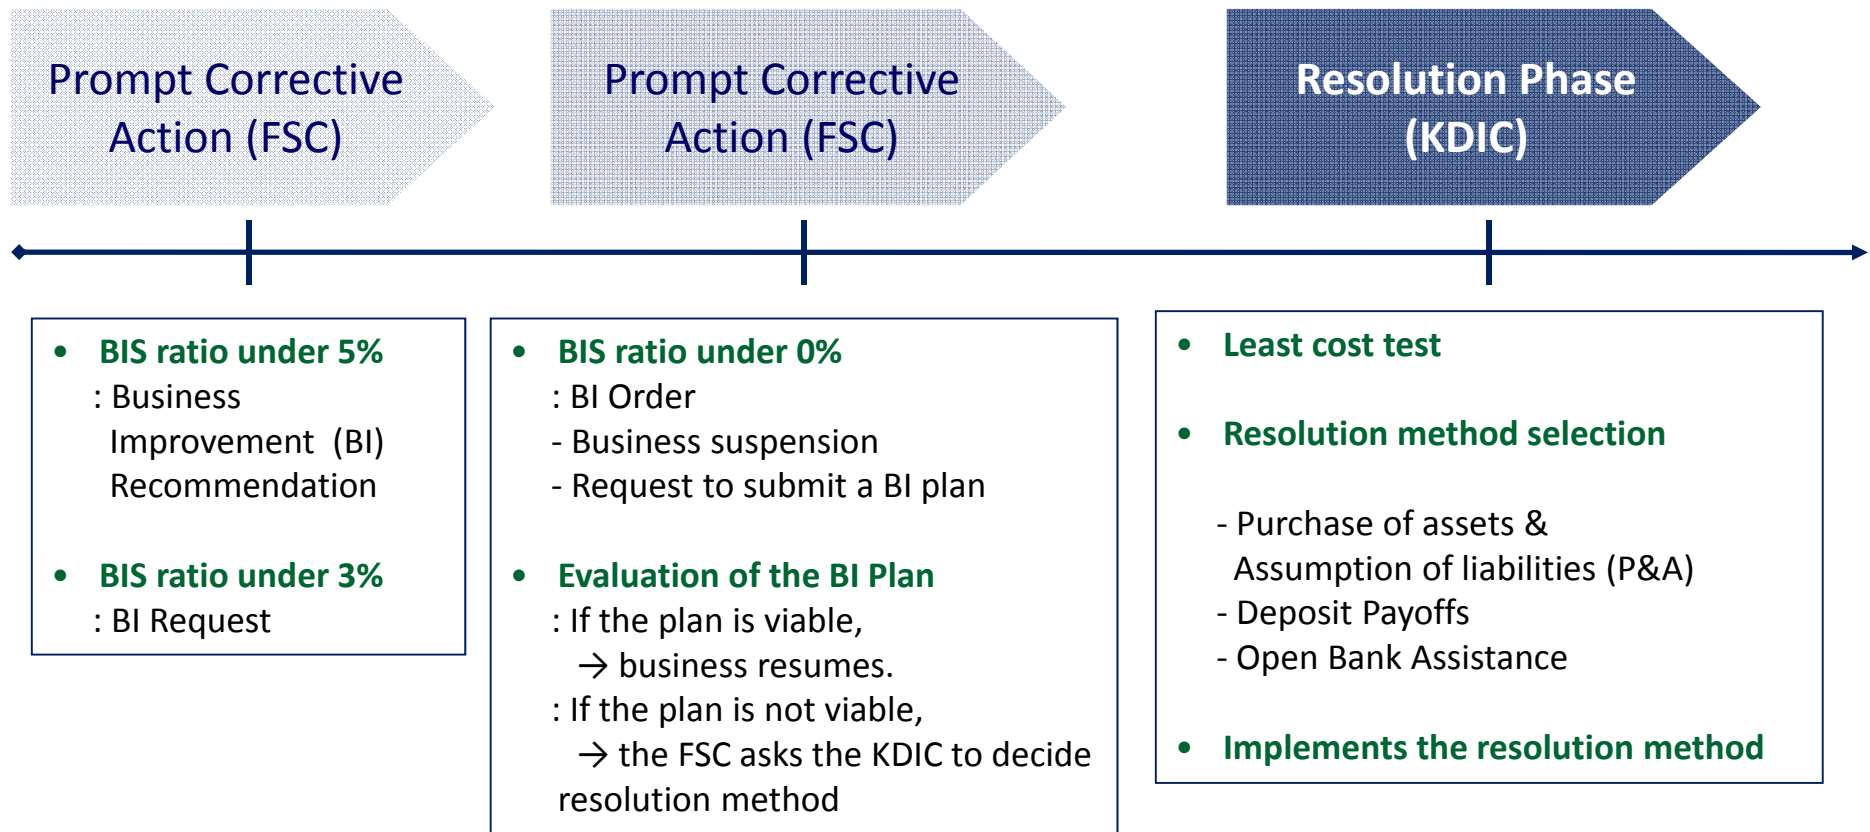 Prompt Corrective
Action (FSC)
Prompt Corrective
Action (FSC)
Resolution Phase
(KDIC)
• BIS ratio under 5%
: Business
Improvement (BI)
Recommendation
• BIS ratio under 3%
: BI Request
• BIS ratio under 0%
: BI Order
- Business suspension
- Request to submit a BI plan
• Evaluation of the BI Plan
: If the plan is viable,
→ business resumes.
: If the plan is not viable,
→ the FSC asks the KDIC to decide
resolution method
• Least cost test
• Resolution method selection
- Purchase of assets &
Assumption of liabilities (P&A)
- Deposit Payoffs
- Open Bank Assistance
• Implements the resolution method